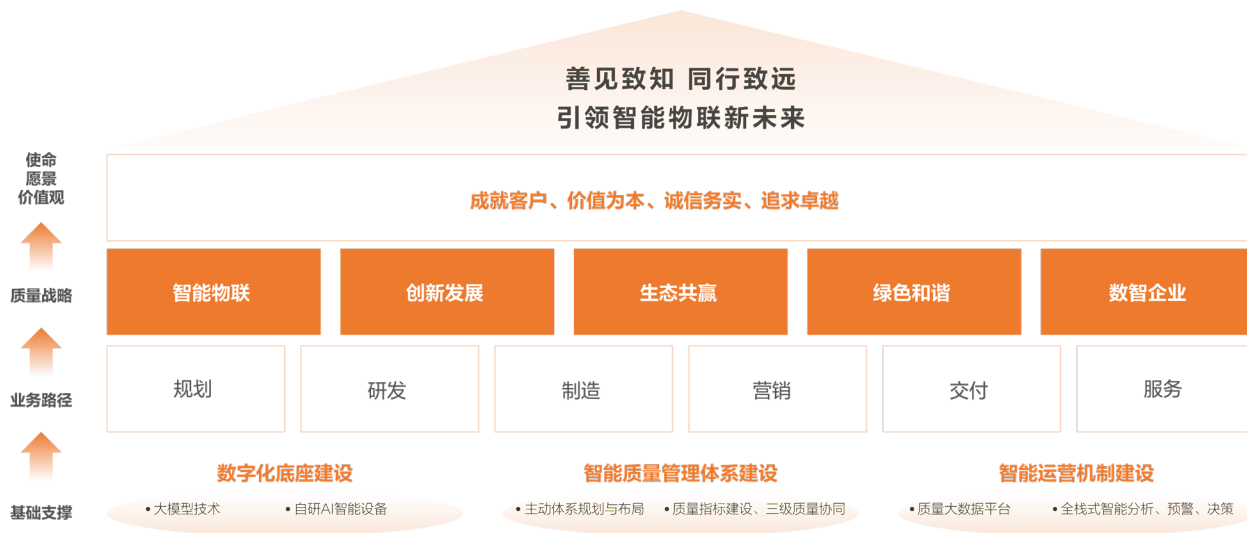 善见致知 同行致远
引领智能物联新未来
使命
愿景
价值观
成就客户、价值为本、诚信务实、追求卓越
质量战略
智能物联
创新发展
生态共赢
绿色和谐
数智企业
业务路径
规划
研发
制造
营销
交付
服务
基础支撑
数字化底座建设
• 大模型技术
• 自研AI智能设备
智能质量管理体系建设
• 主动体系规划与布局
• 质量指标建设、三级质量协同
智能运营机制建设
• 质量大数据平台
• 全栈式智能分析、预警、决策